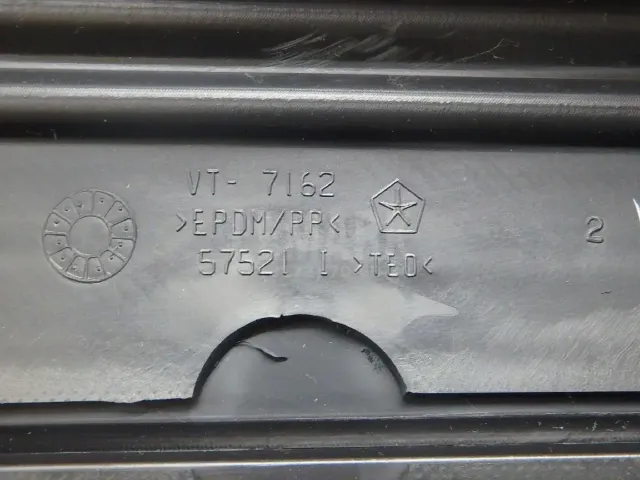 VT- 7162
>EPDM/PP<
57521 I >TEO<
2